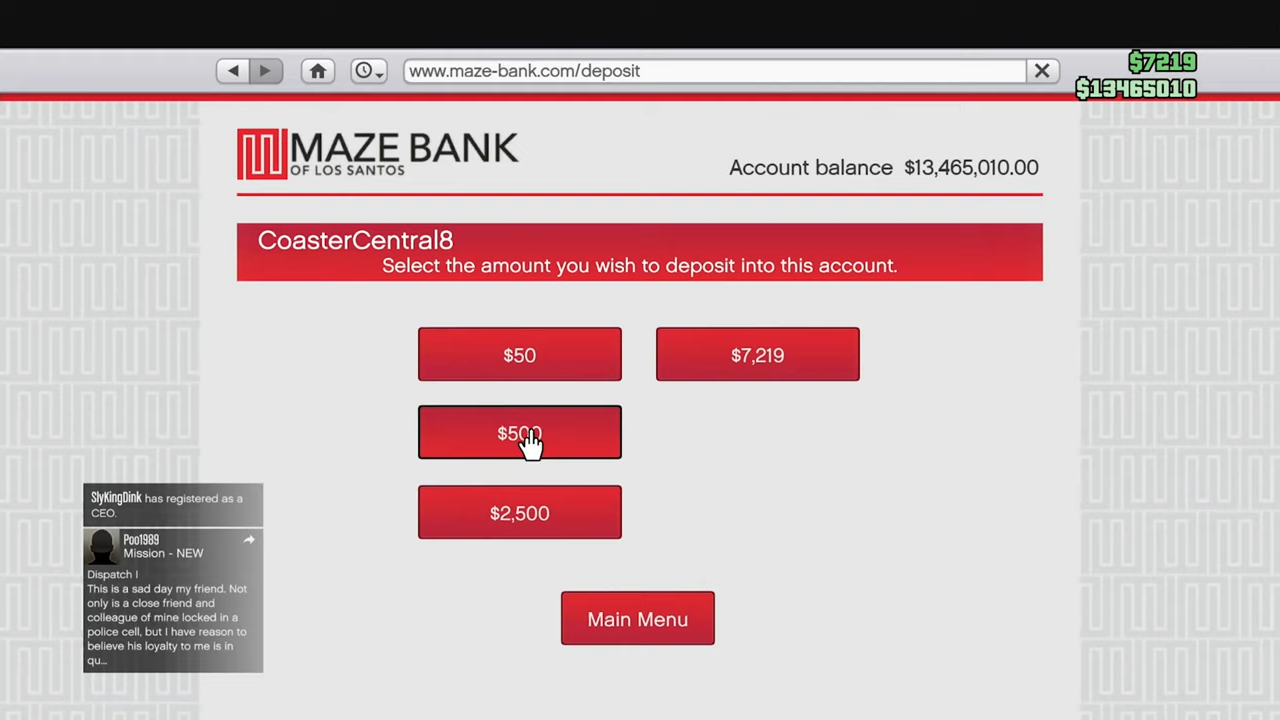 www.maze-bank.com/deposit
$7219
$13465010
MAZE BANK
OF LOS SANTOS
Account balance $13,465,010.00
CoasterCentral8
Select the amount you wish to deposit into this account.
$50
$7,219
$500
$2,500
Main Menu
SlyKingDink has registered as a
CEO.
Poo1989
Mission - NEW
Dispatch I
This is a sad day my friend. Not
only is a close friend and
colleague of mine locked in a
police cell, but I have reason to
believe his loyalty to me is in
qu...